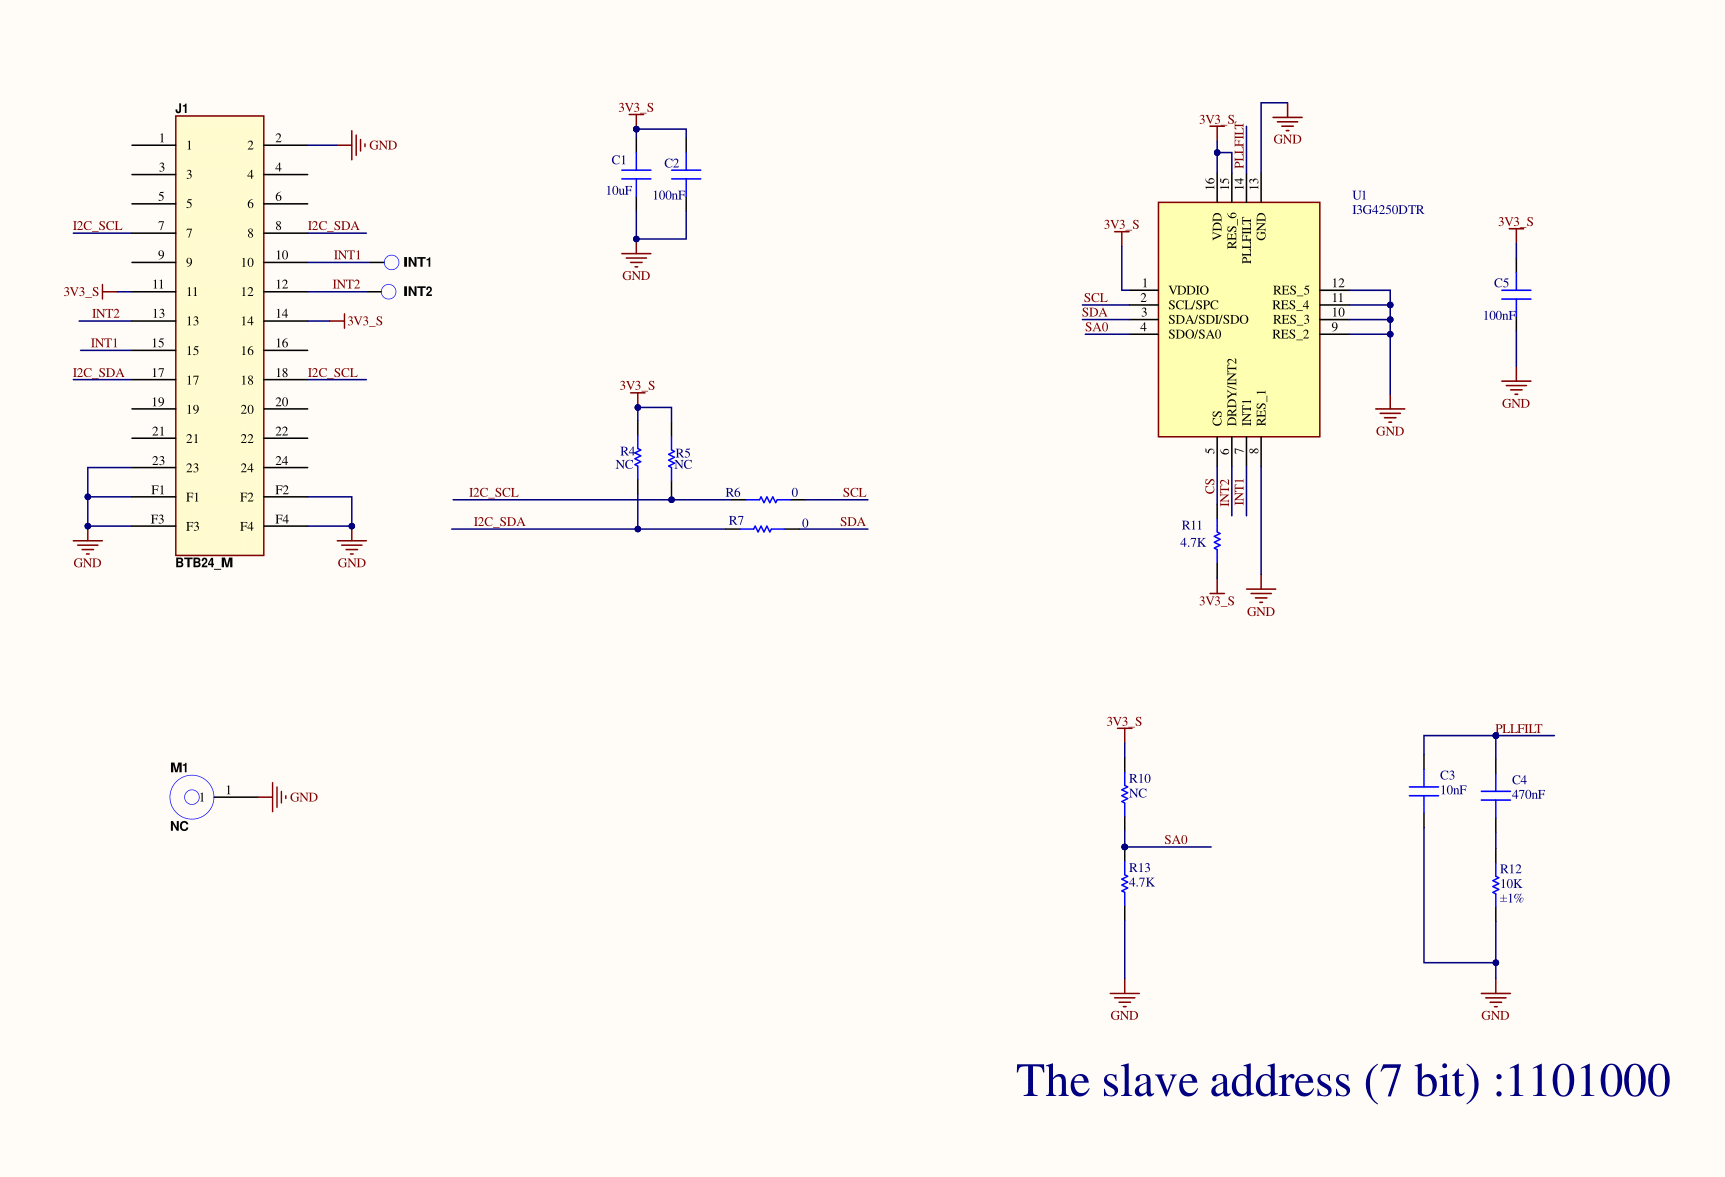 J1
1 1 2 2 GND
3 3 4 4
5 5 6 6
I2C_SCL 7 7 8 8 I2C_SDA
9 9 10 10 INT1 INT1
3V3_S 11 11 12 12 INT2 INT2
INT2 13 13 14 14 3V3_S
INT1 15 15 16 16
I2C_SDA 17 17 18 18 I2C_SCL
19 19 20 20
21 21 22 22
23 23 24 24
F1 F1 F2 F2
F3 F3 F4 F4
GND BTB24_M GND
3V3_S
C1 C2
10uF 100nF
GND
3V3_S
R4 R5
NC NC
I2C_SCL R6 0 SCL
I2C_SDA R7 0 SDA
3V3_S PLLFILT GND
16 15 14 13
U1
I3G4250DTR
VDD RES_6 PLLFILT GND
3V3_S
1 VDDIO RES_5 12
SCL 2 SCL/SPC RES_4 11
SDA 3 SDA/SDI/SDO RES_3 10
SA0 4 SDO/SA0 RES_2 9
CS DRDY/INT2 INT1 RES_1
GND
5 6 7 8
CS INT2 INT1
R11
4.7K
3V3_S GND
3V3_S
C5
100nF
GND
M1
1 1 GND
NC
3V3_S
R10
NC
SA0
R13
4.7K
GND
PLLFILT
C3 C4
10nF 470nF
R12
10K
±1%
GND
The slave address (7 bit) :1101000